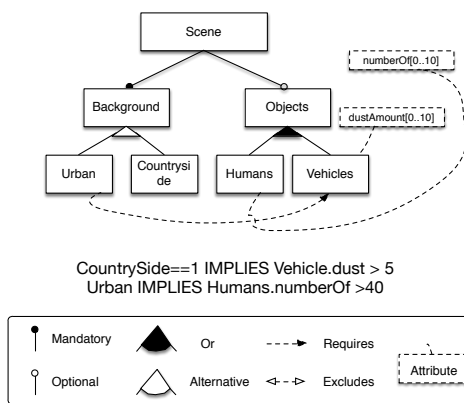 Scene
numberOf[0..10]
Background
Objects
dustAmount[0..10]
Urban
Countrysi
de
Humans
Vehicles
CountrySide==1 IMPLIES Vehicle.dust > 5
Urban IMPLIES Humans.numberOf >40
Mandatory
Or
Requires
Optional
Alternative
Excludes
Attribute